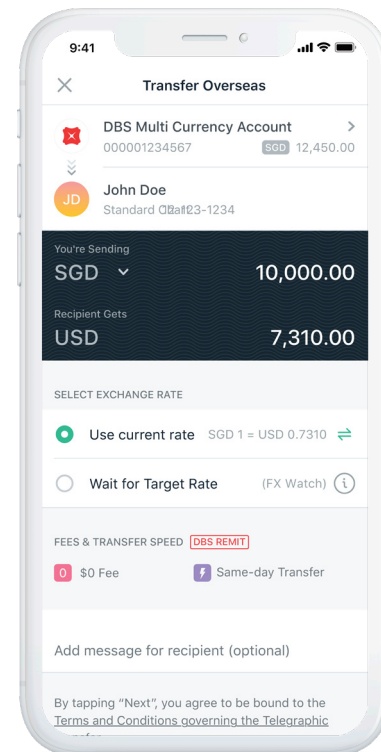 9:41
Transfer Overseas
DBS Multi Currency Account
000001234567 SGD 12,450.00
JD
John Doe
Standard 123-1234
You're Sending
SGD 10,000.00
Recipient Gets
USD 7,310.00
SELECT EXCHANGE RATE
Use current rate SGD 1 = USD 0.7310
Wait for Target Rate (FX Watch) i
FEES & TRANSFER SPEED DBS REMIT
0 $0 Fee Same-day Transfer
Add message for recipient (optional)
By tapping “Next”, you agree to be bound to the
Terms and Conditions governing the Telegraphic